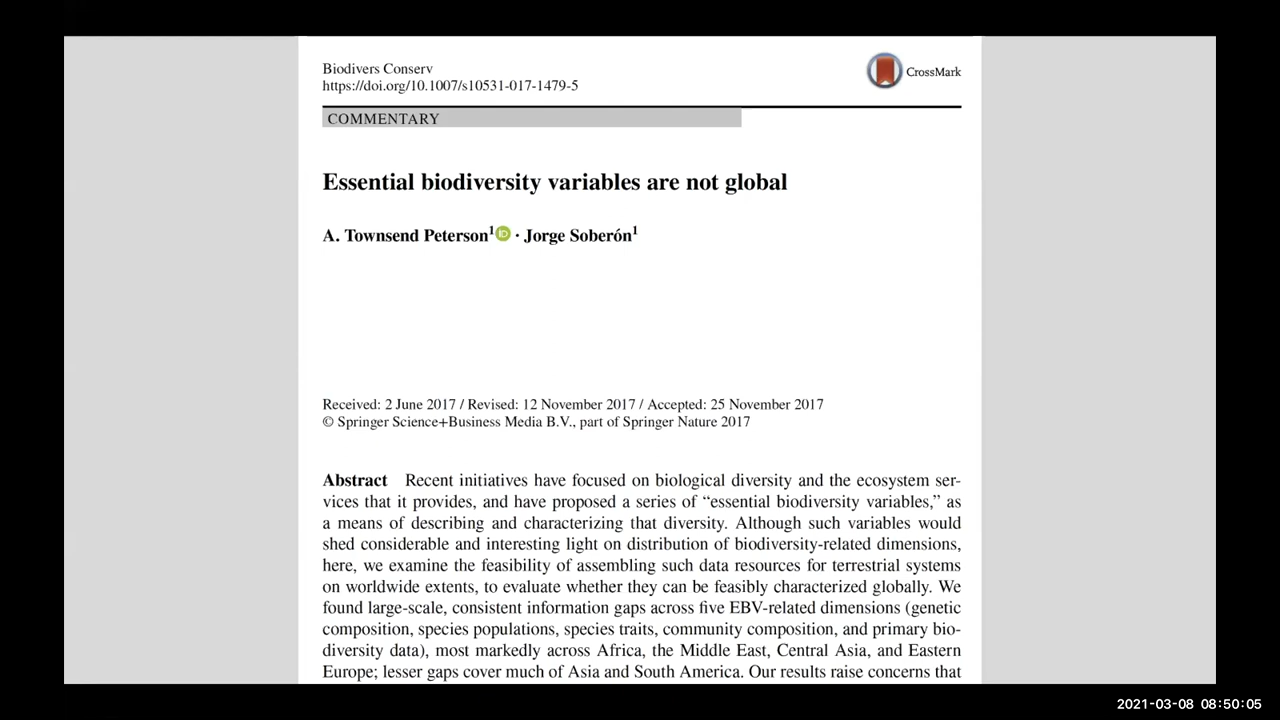 Biodivers Conserv
https://doi.org/10.1007/s10531-017-1479-5
CrossMark
COMMENTARY
Essential biodiversity variables are not global
A. Townsend Peterson1 iD · Jorge Soberón1
Received: 2 June 2017 / Revised: 12 November 2017 / Accepted: 25 November 2017
© Springer Science+Business Media B.V., part of Springer Nature 2017
Abstract Recent initiatives have focused on biological diversity and the ecosystem ser-
vices that it provides, and have proposed a series of “essential biodiversity variables,” as
a means of describing and characterizing that diversity. Although such variables would
shed considerable and interesting light on distribution of biodiversity-related dimensions,
here, we examine the feasibility of assembling such data resources for terrestrial systems
on worldwide extents, to evaluate whether they can be feasibly characterized globally. We
found large-scale, consistent information gaps across five EBV-related dimensions (genetic
composition, species populations, species traits, community composition, and primary bio-
diversity data), most markedly across Africa, the Middle East, Central Asia, and Eastern
Europe; lesser gaps cover much of Asia and South America. Our results raise concerns that
2021-03-08 08:50:05